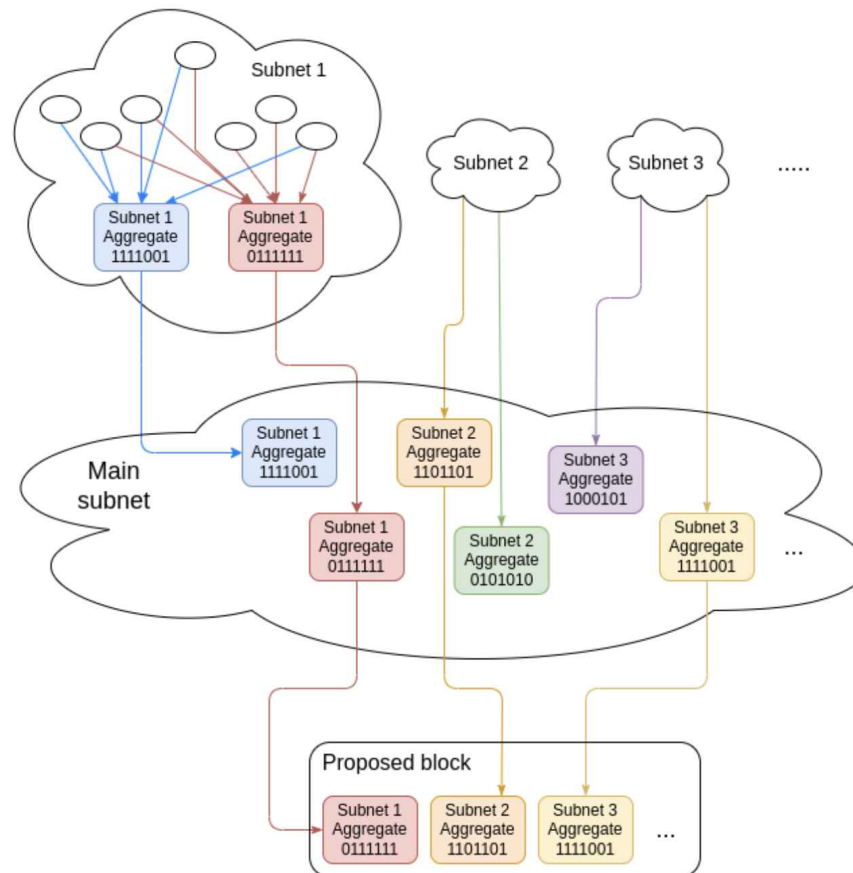 Subnet 1
Subnet 2
Subnet 3
.....
Subnet 1
Aggregate
1111001
Subnet 1
Aggregate
0111111
Main
subnet
Subnet 1
Aggregate
1111001
Subnet 2
Aggregate
1101101
Subnet 3
Aggregate
1000101
Subnet 1
Aggregate
0111111
Subnet 2
Aggregate
0101010
Subnet 3
Aggregate
1111001
...
Proposed block
Subnet 1
Aggregate
0111111
Subnet 2
Aggregate
1101101
Subnet 3
Aggregate
1111001
...